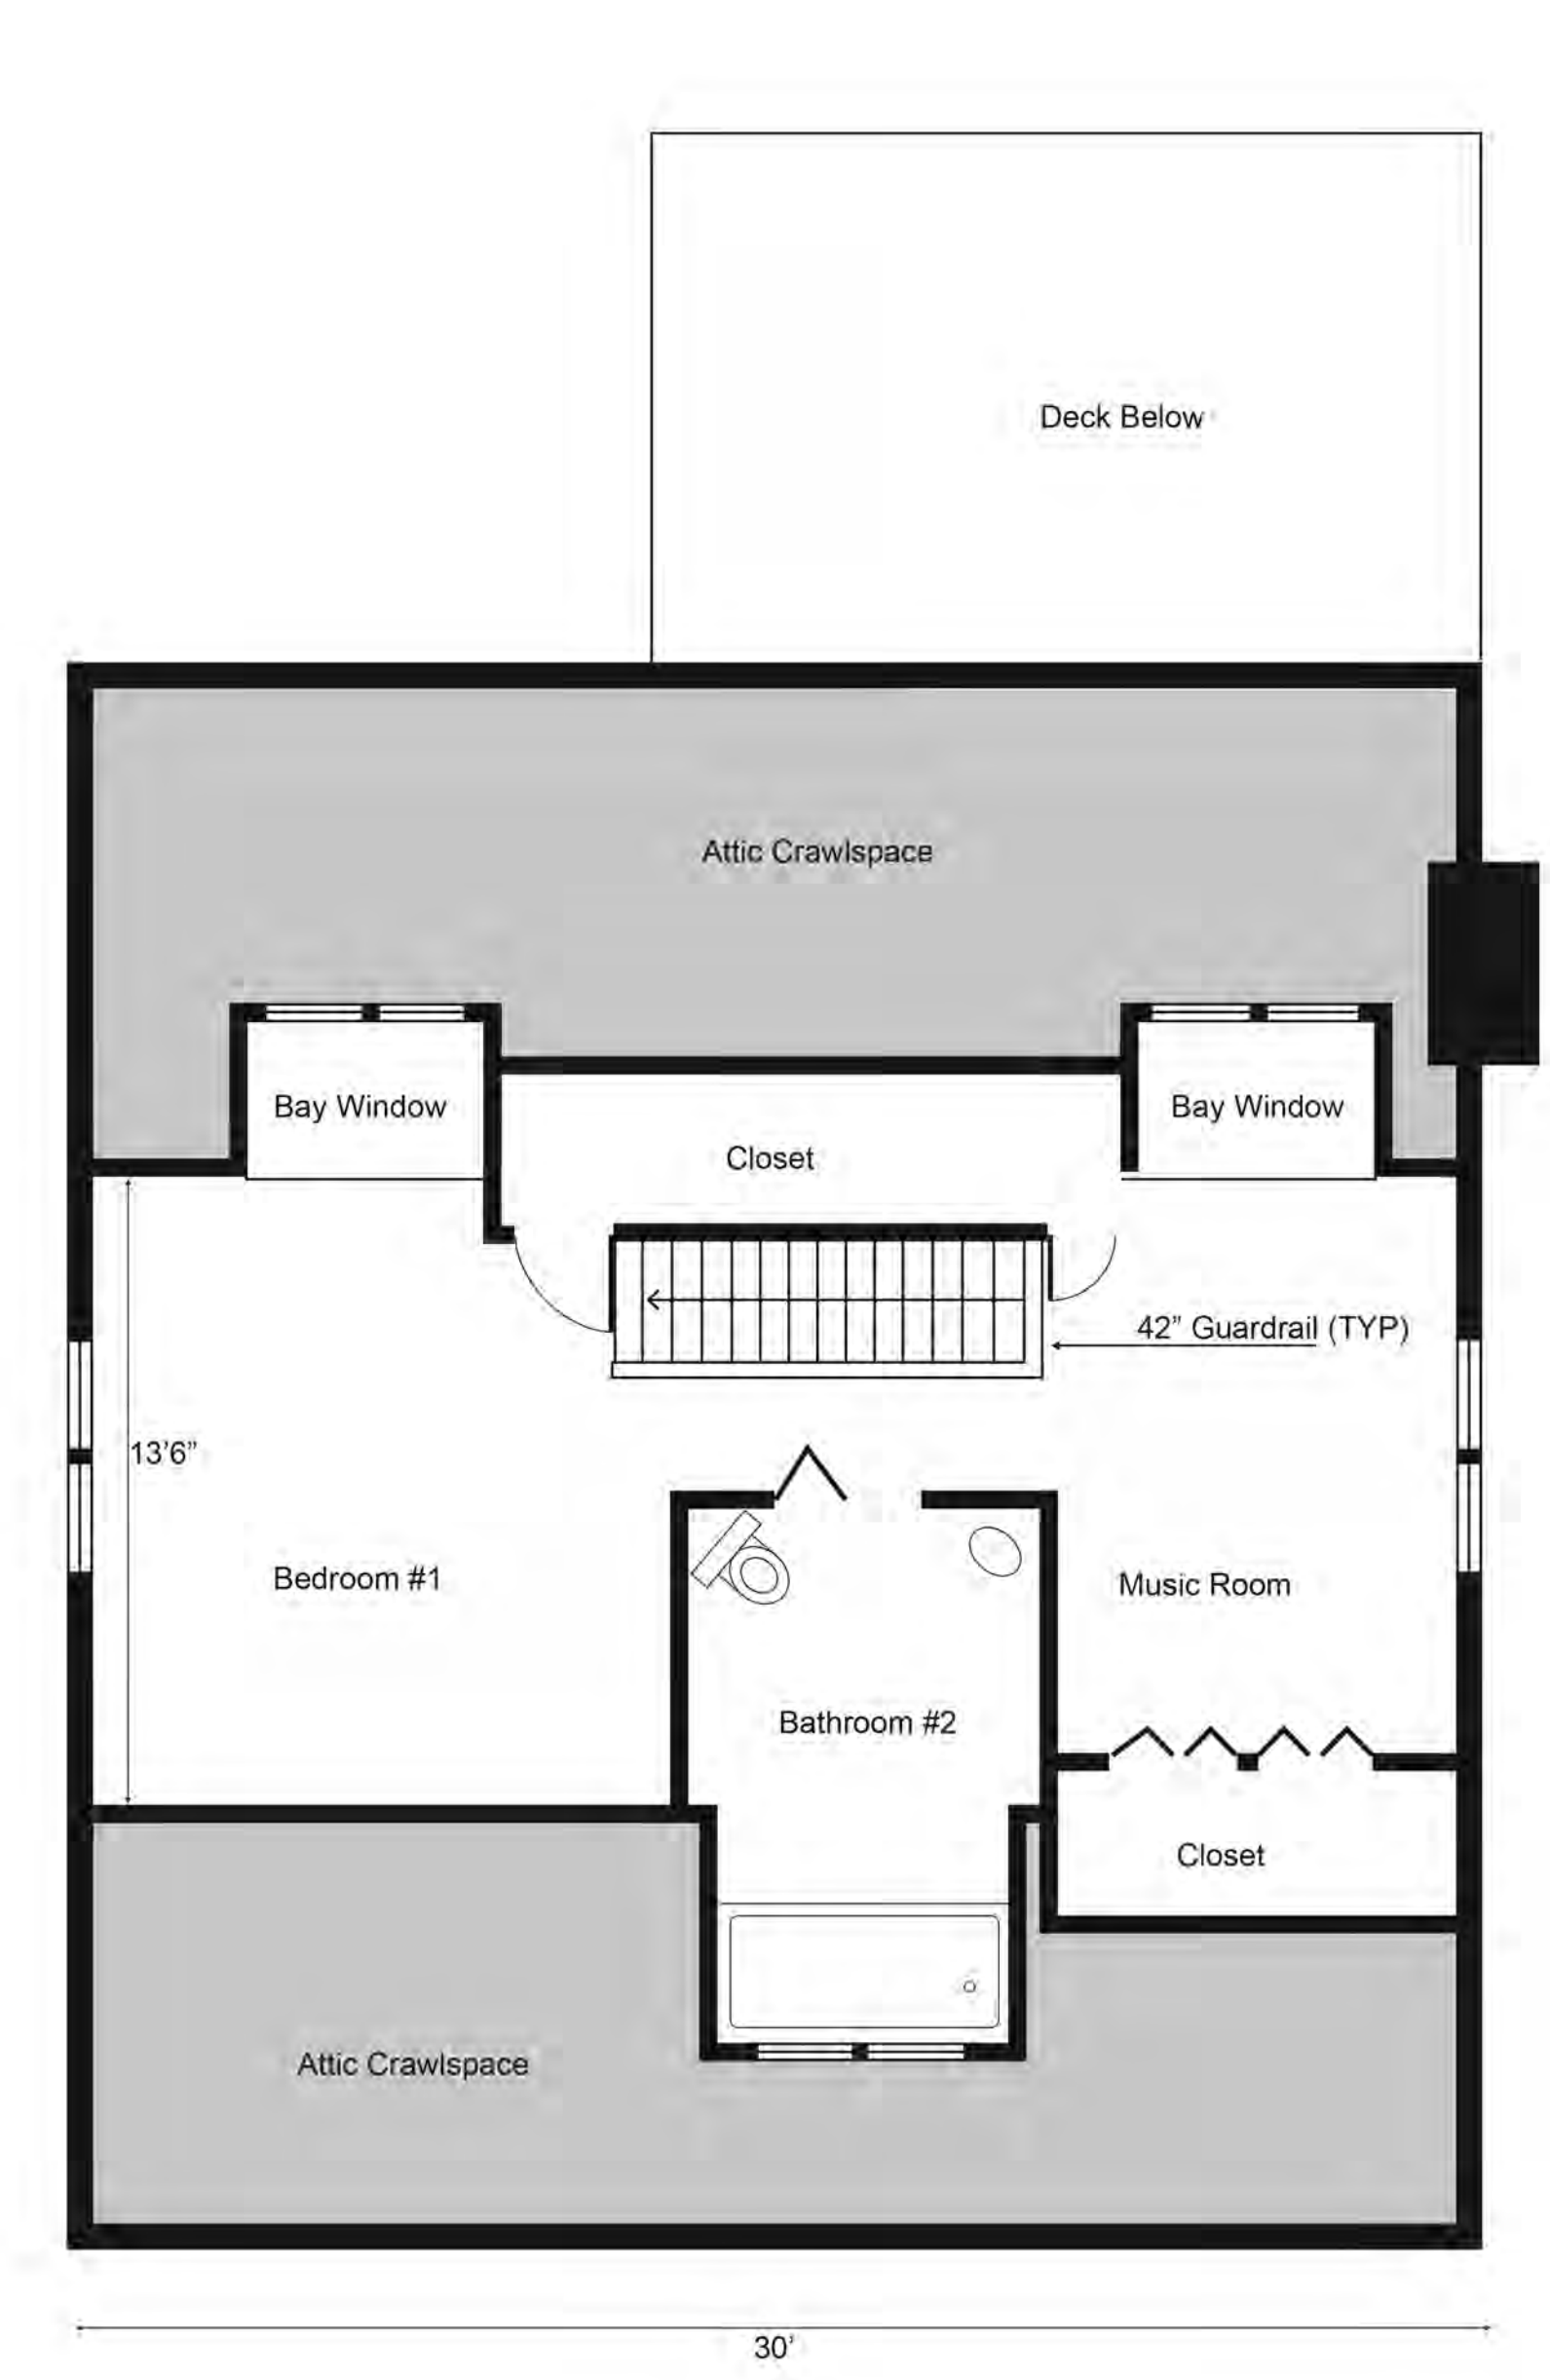 Deck Below
Attic Crawlspace
Bay Window
Bay Window
Closet
42” Guardrail (TYP)
13’6”
Bedroom #1
Music Room
Bathroom #2
Closet
Attic Crawlspace
30’